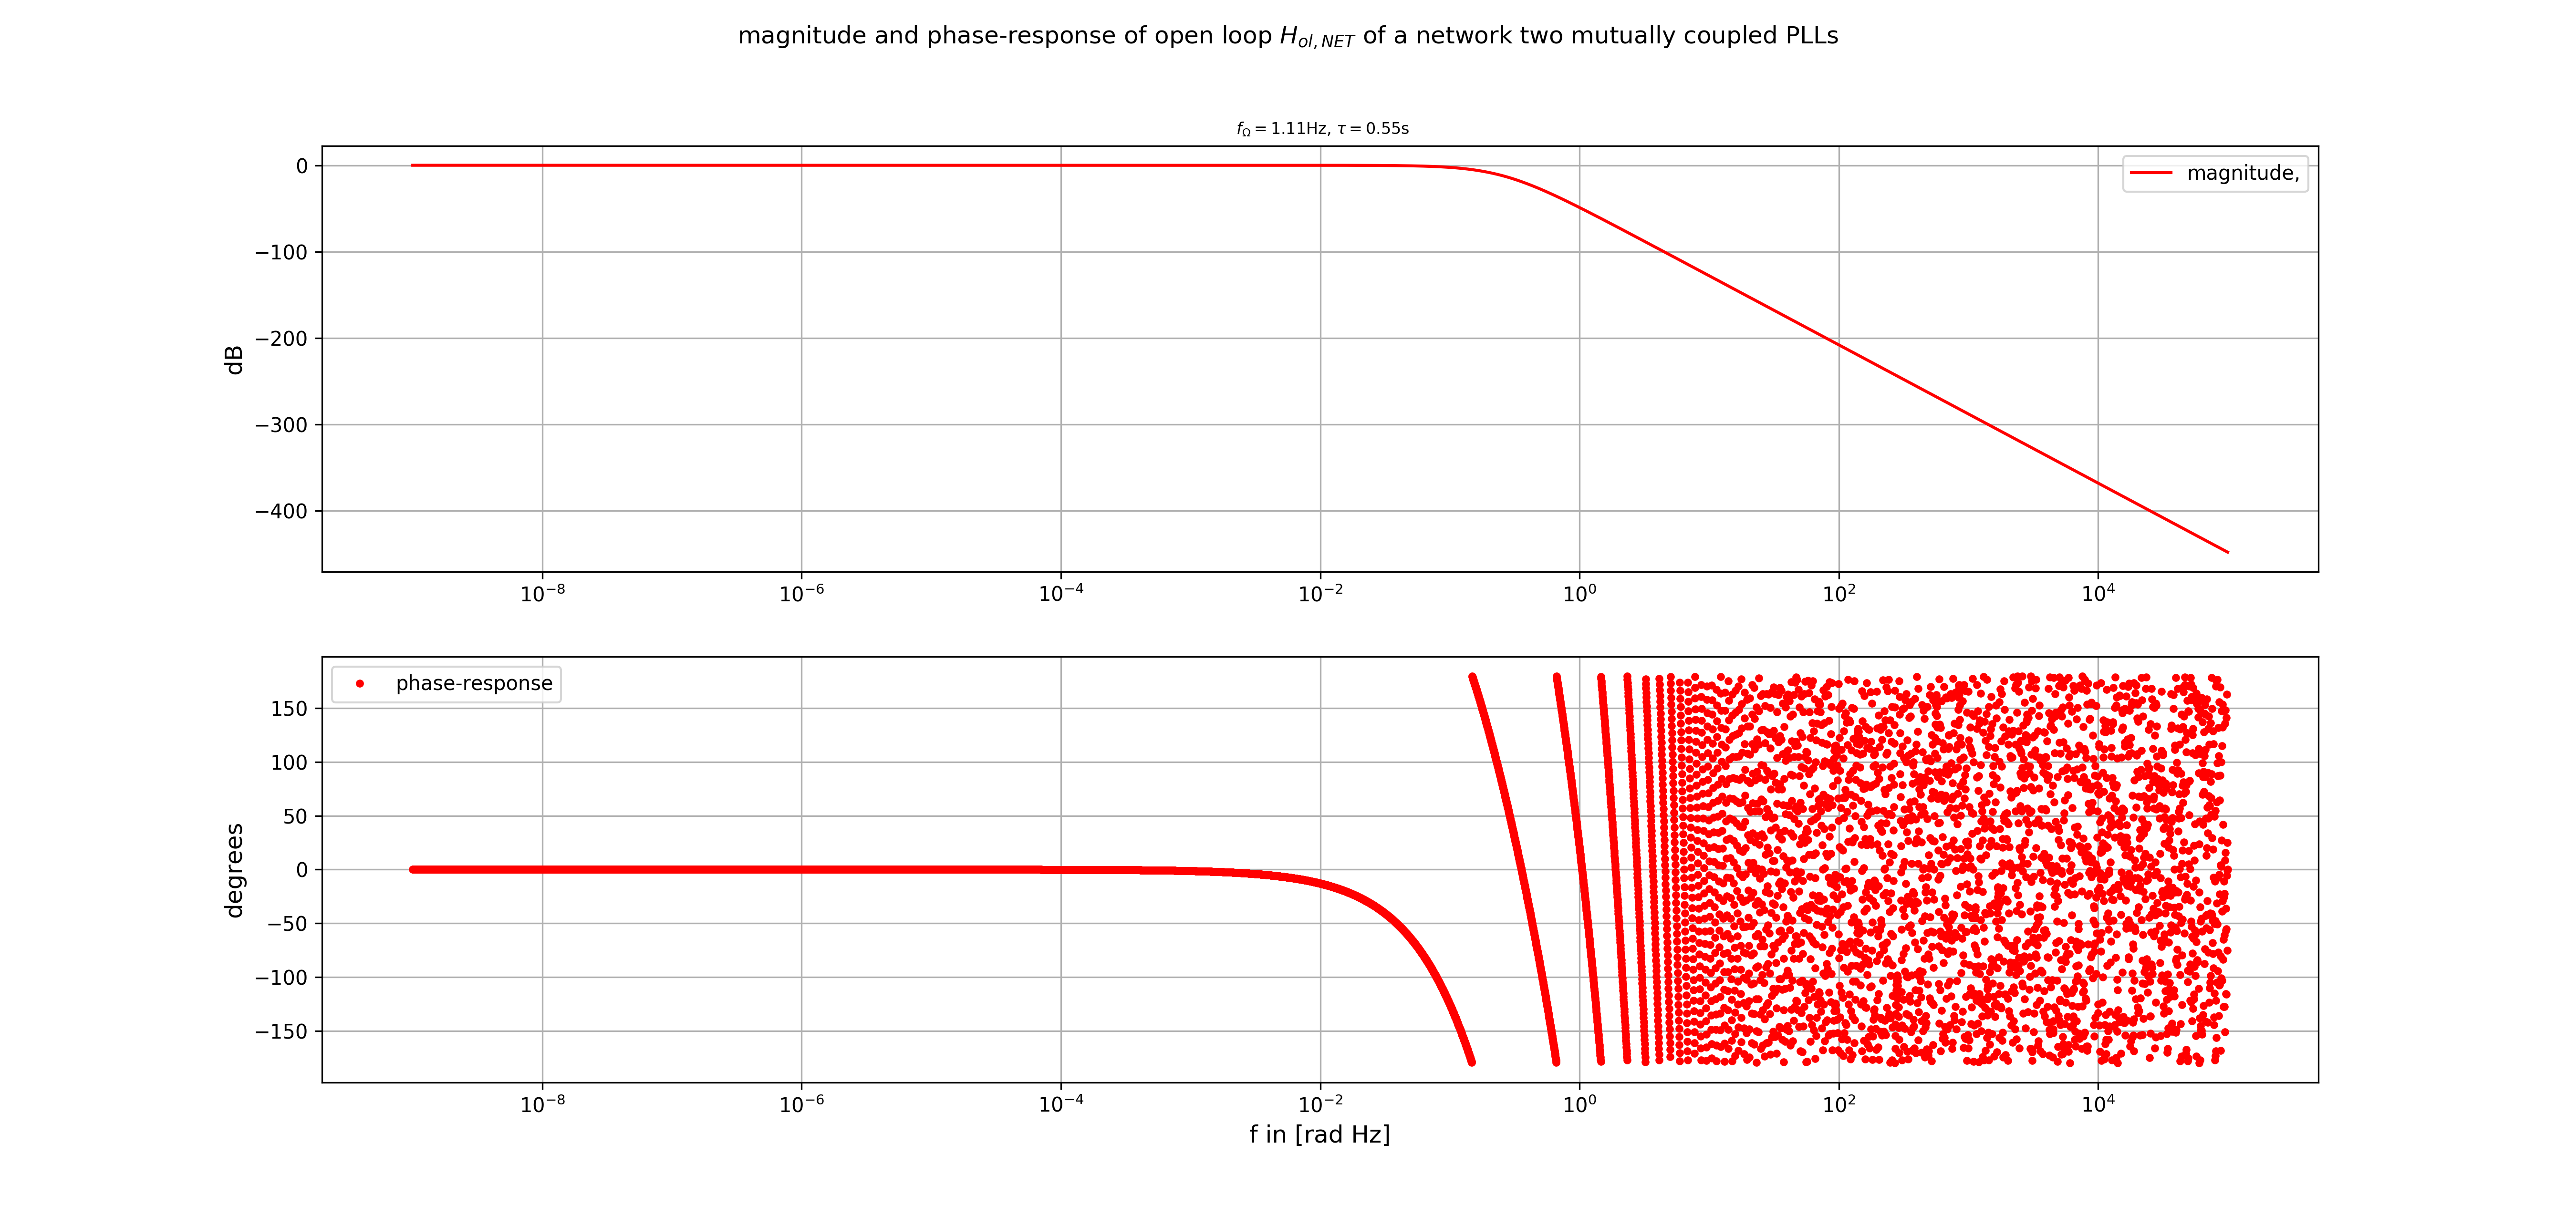 magnitude and phase-response of open loop H_{ol,NET} of a network two mutually coupled PLLs
f_Ω = 1.11Hz, τ = 0.55s
magnitude,
0
−100
−200
−300
−400
dB
10^{−8} 10^{−6} 10^{−4} 10^{−2} 10^{0} 10^{2} 10^{4}
phase-response
150
100
50
0
−50
−100
−150
degrees
10^{−8} 10^{−6} 10^{−4} 10^{−2} 10^{0} 10^{2} 10^{4}
f in [rad Hz]